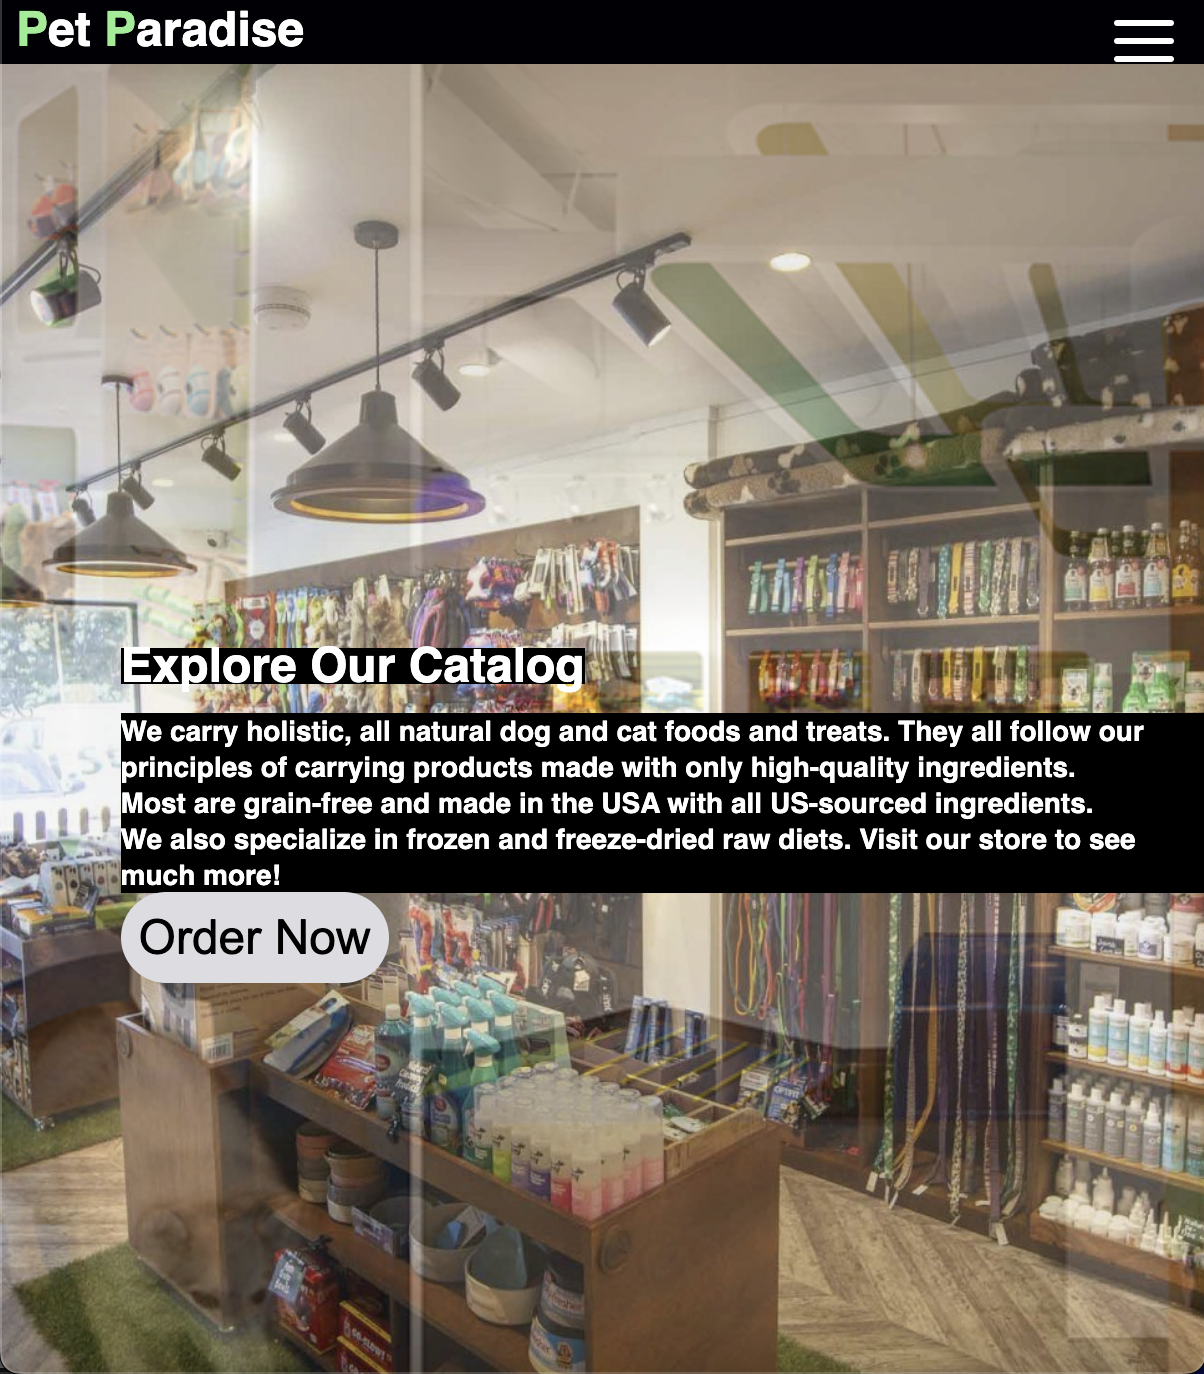 Pet Paradise
Explore Our Catalog
We carry holistic, all natural dog and cat foods and treats. They all follow our
principles of carrying products made with only high-quality ingredients.
Most are grain-free and made in the USA with all US-sourced ingredients.
We also specialize in frozen and freeze-dried raw diets. Visit our store to see
much more!
Order Now